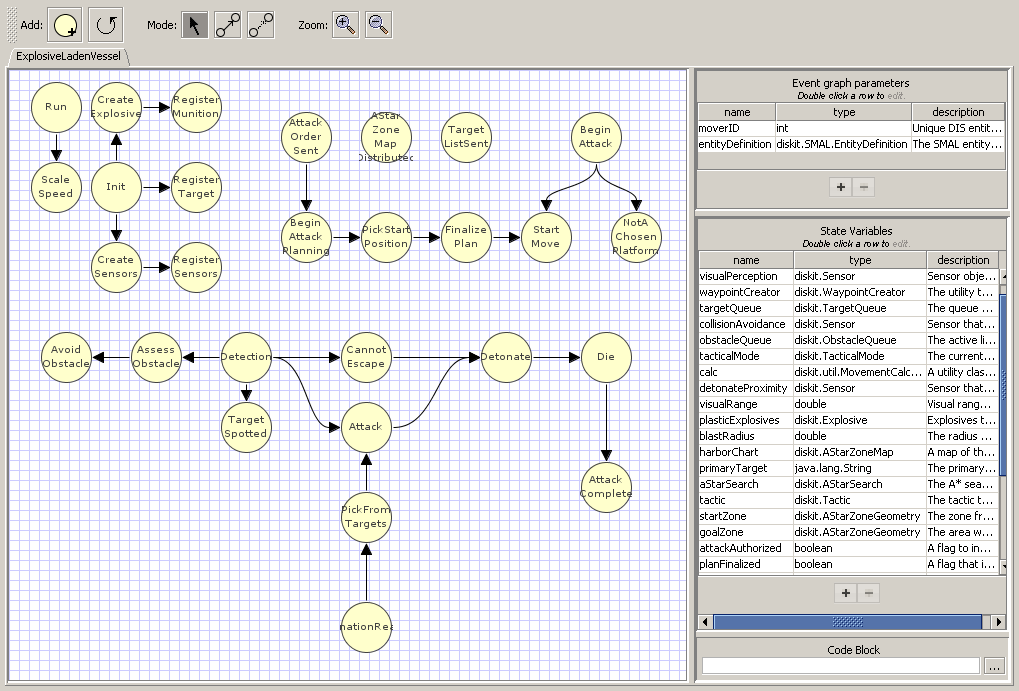 Add:
Mode:
Zoom:
ExplosiveLadenVessel
Run
Create
Explosive
Register
Munition
Scale
Speed
Init
Register
Target
Create
Sensors
Register
Sensors
Attack
Order
Sent
AStar
Zone
Map
Distributed
Target
ListSent
Begin
Attack
Begin
Attack
Planning
PickStart
Position
Finalize
Plan
Start
Move
NotA
Chosen
Platform
Avoid
Obstacle
Assess
Obstacle
Detection
Cannot
Escape
Detonate
Die
Target
Spotted
Attack
Attack
Complete
PickFrom
Targets
nationRea
Event graph parameters
Double click a row to edit.
name type description
moverID int Unique DIS entit...
entityDefinition diskit.SMAL.EntityDefinition The SMAL entity...
+ −
State Variables
Double click a row to edit.
name type description
visualPerception diskit.Sensor Sensor obje...
waypointCreator diskit.WaypointCreator The utility t...
targetQueue diskit.TargetQueue The queue ...
collisionAvoidance diskit.Sensor Sensor that...
obstacleQueue diskit.ObstacleQueue The active li...
tacticalMode diskit.TacticalMode The current...
calc diskit.util.MovementCalc... A utility clas...
detonateProximity diskit.Sensor Sensor that...
visualRange double Visual rang...
plasticExplosives diskit.Explosive Explosives t...
blastRadius double The radius ...
harborChart diskit.AStarZoneMap A map of th...
primaryTarget java.lang.String The primary...
aStarSearch diskit.AStarSearch The A* sea...
tactic diskit.Tactic The tactic t...
startZone diskit.AStarZoneGeometry The zone fr...
goalZone diskit.AStarZoneGeometry The area w...
attackAuthorized boolean A flag to in...
planFinalized boolean A flag that i...
+ −
Code Block
...